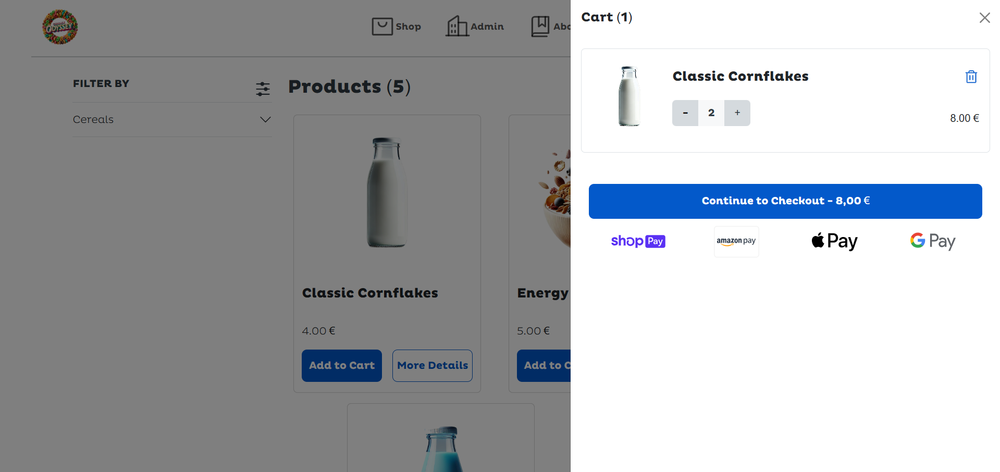 ODYSSEY
Shop
Admin
FILTER BY
Cereals
Products (5)
Classic Cornflakes
4.00 €
Add to Cart
More Details
Energy
5.00 €
Add to C
Cart (1)
Classic Cornflakes
- 2 +
8.00 €
Continue to Checkout - 8,00 €
shop Pay
amazon pay
Pay
G Pay